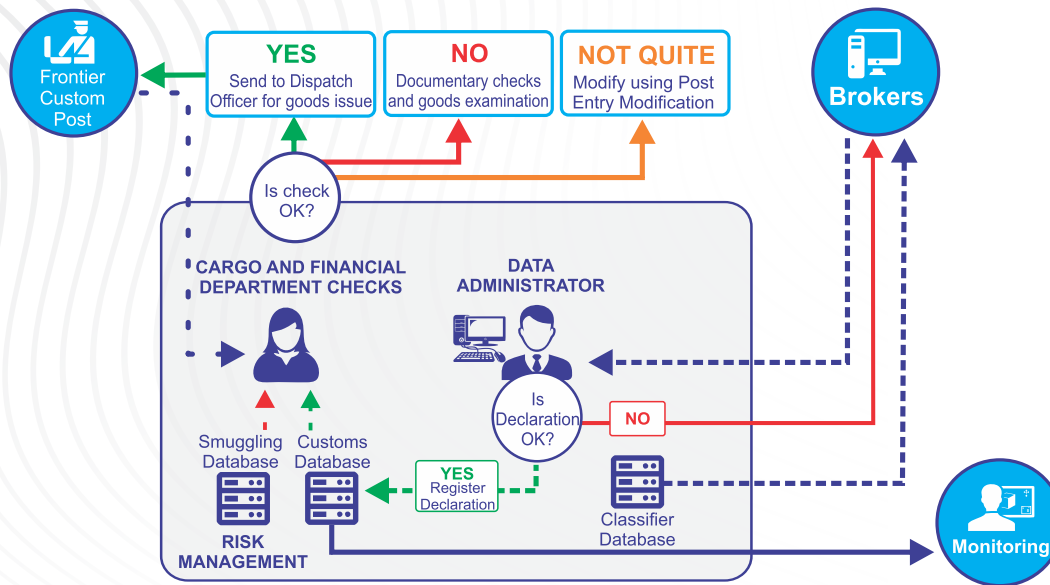 Frontier
Custom
Post
YES
Send to Dispatch
Officer for goods issue
NO
Documentary checks
and goods examination
NOT QUITE
Modify using Post
Entry Modification
Brokers
Is check
OK?
CARGO AND FINANCIAL
DEPARTMENT CHECKS
DATA
ADMINISTRATOR
Is
Declaration
OK?
NO
Smuggling
Database
Customs
Database
YES
Register
Declaration
Classifier
Database
RISK
MANAGEMENT
Monitoring